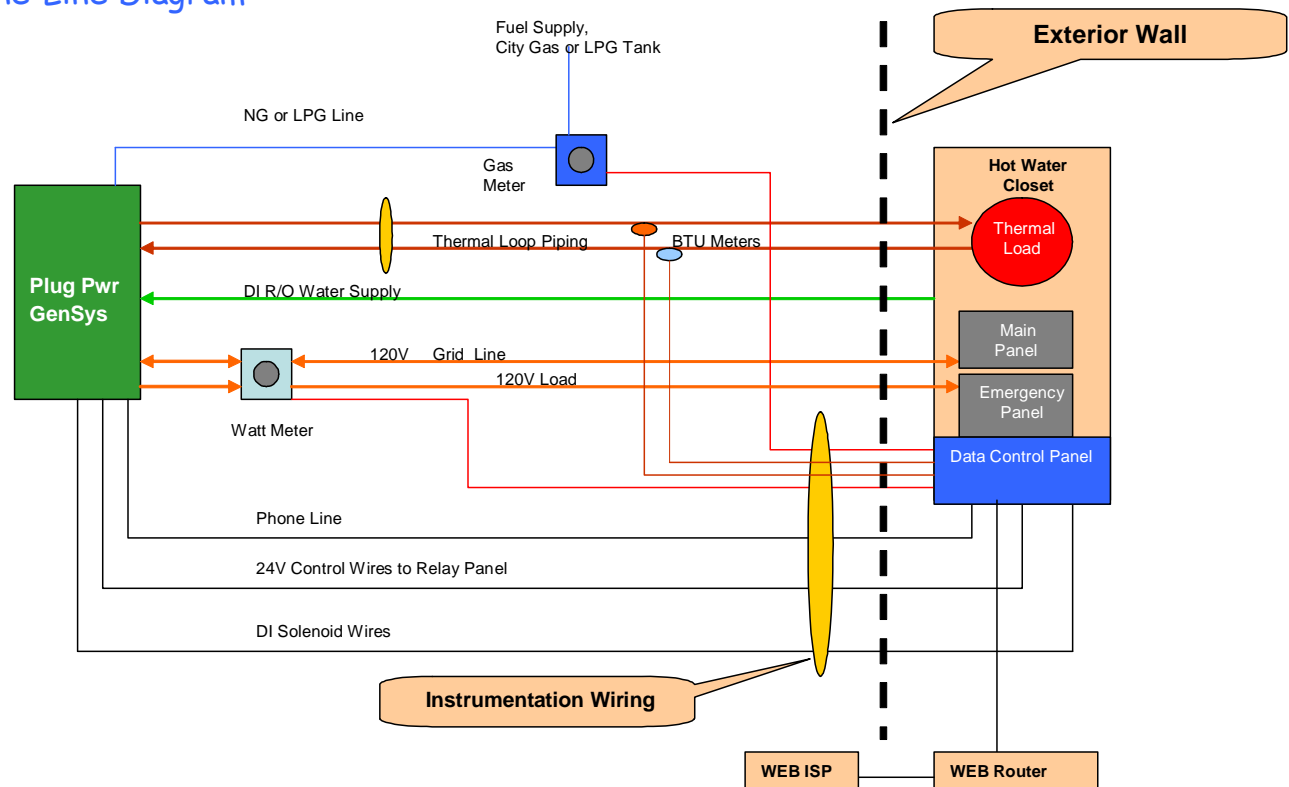 Line Diagram
Fuel Supply,
City Gas or LPG Tank
Exterior Wall
NG or LPG Line
Gas
Meter
Hot Water
Closet
Thermal
Load
Thermal Loop Piping
BTU Meters
Plug Pwr
GenSys
DI R/O Water Supply
Main
Panel
120V Grid Line
120V Load
Emergency
Panel
Watt Meter
Data Control Panel
Phone Line
24V Control Wires to Relay Panel
DI Solenoid Wires
Instrumentation Wiring
WEB ISP
WEB Router